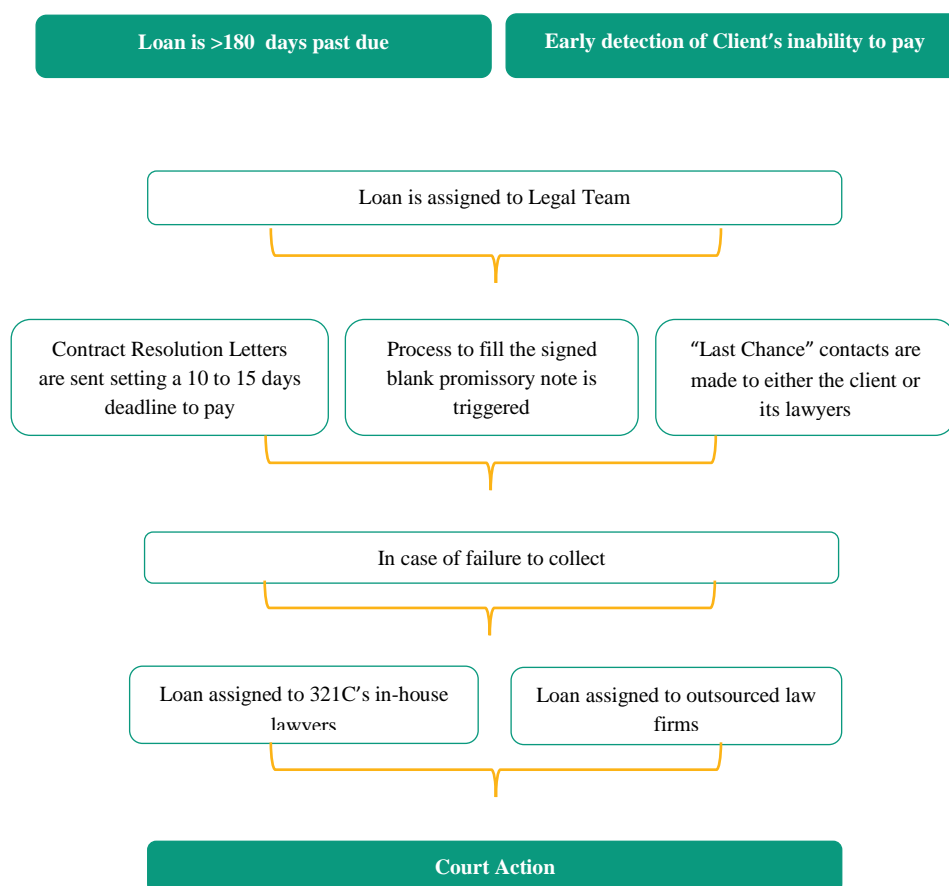 Loan is >180 days past due
Early detection of Client's inability to pay
Loan is assigned to Legal Team
Contract Resolution Letters
are sent setting a 10 to 15 days
deadline to pay
Process to fill the signed
blank promissory note is
triggered
“Last Chance” contacts are
made to either the client or
its lawyers
In case of failure to collect
Loan assigned to 321C's in-house
lawyers
Loan assigned to outsourced law
firms
Court Action